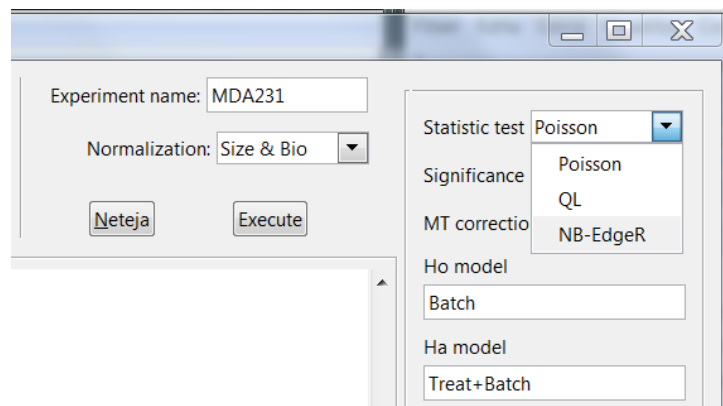 Experiment name: MDA231
Normalization: Size & Bio
Neteja
Execute
Statistic test Poisson
Poisson
QL
NB-EdgeR
Significance
MT correctio
Ho model
Batch
Ha model
Treat+Batch